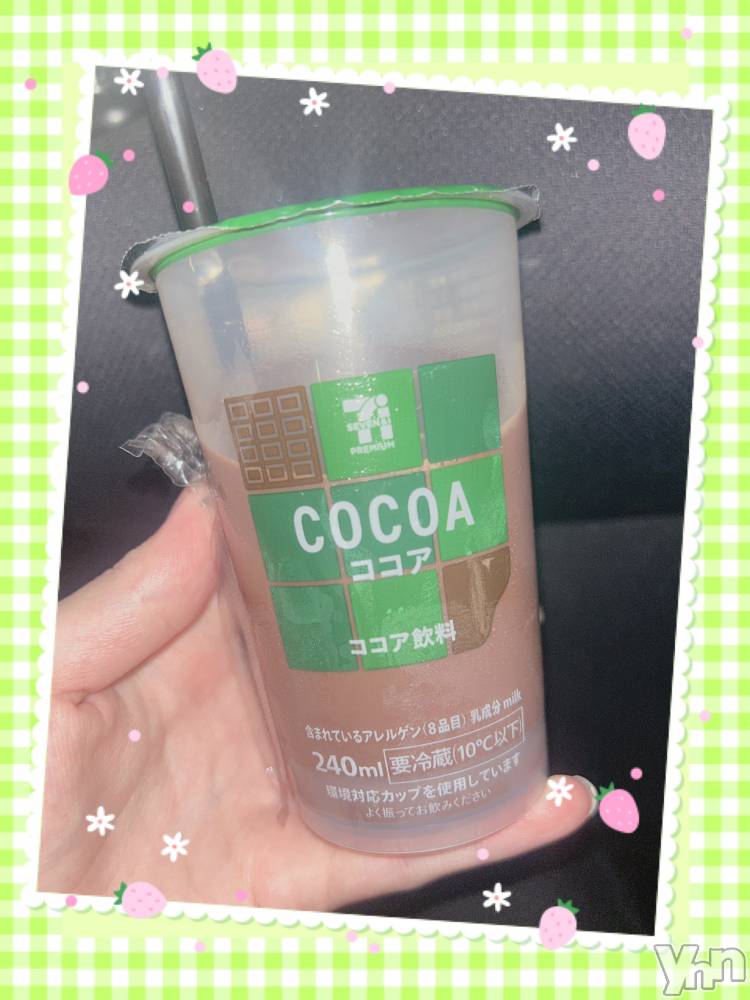 SEVEN&i
PREMIUM
COCOA
ココア
ココア飲料
含まれているアレルゲン(8品目) 乳成分 milk
240ml 要冷蔵(10℃以下)
環境対応カップを使用しています
よく振ってお飲みください
Ynn